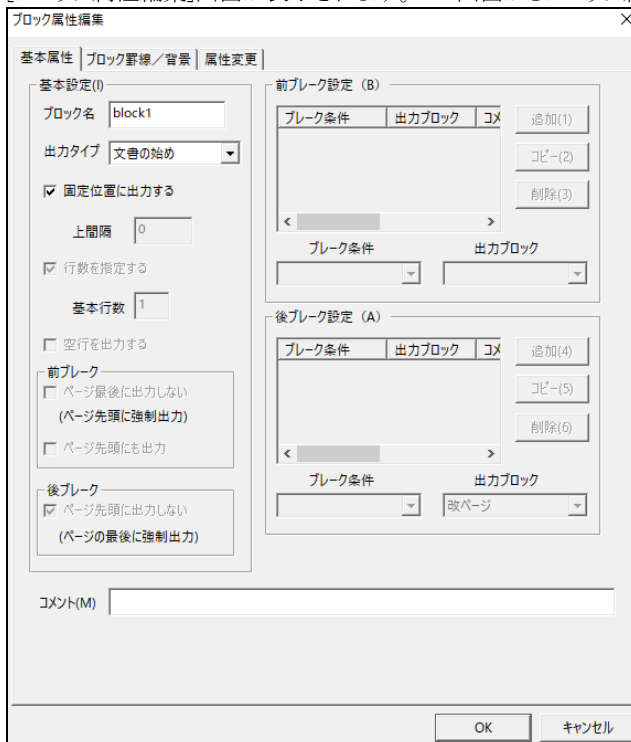 ブロック属性編集
基本属性 ブロック罫線／背景 属性変更
基本設定(I)
ブロック名 block1
出力タイプ 文書の始め
固定位置に出力する
上間隔 0
行数を指定する
基本行数 1
空行を出力する
前ブレーク
ページ最後に出力しない
(ページ先頭に強制出力)
ページ先頭にも出力
後ブレーク
ページ先頭に出力しない
(ページの最後に強制出力)
前ブレーク設定 (B)
ブレーク条件 出力ブロック コメ
追加(1)
コピー(2)
削除(3)
ブレーク条件 出力ブロック
後ブレーク設定 (A)
ブレーク条件 出力ブロック コメ
追加(4)
コピー(5)
削除(6)
ブレーク条件 出力ブロック
改ページ
コメント(M)
OK キャンセル